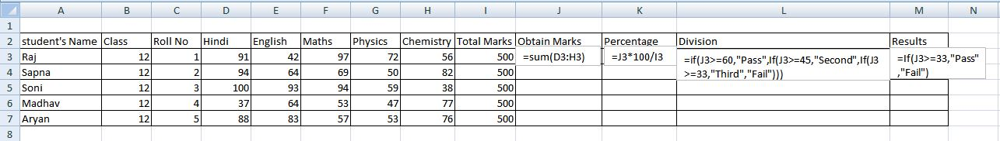 A B C D E F G H I J K L M N
1
2 student's Name Class Roll No Hindi English Maths Physics Chemistry Total Marks Obtain Marks Percentage Division Results
3 Raj 12 1 91 42 97 72 56 500 =sum(D3:H3) =J3*100/I3 =if(J3>=60,"Pass",If(J3>=45,"Second",If(J3 =If(J3>=33,"Pass"
4 Sapna 12 2 94 64 69 50 82 500 >=33,"Third","Fail"))) ,"Fail")
5 Soni 12 3 100 93 94 59 38 500
6 Madhav 12 4 37 64 53 47 77 500
7 Aryan 12 5 88 83 57 53 76 500
8